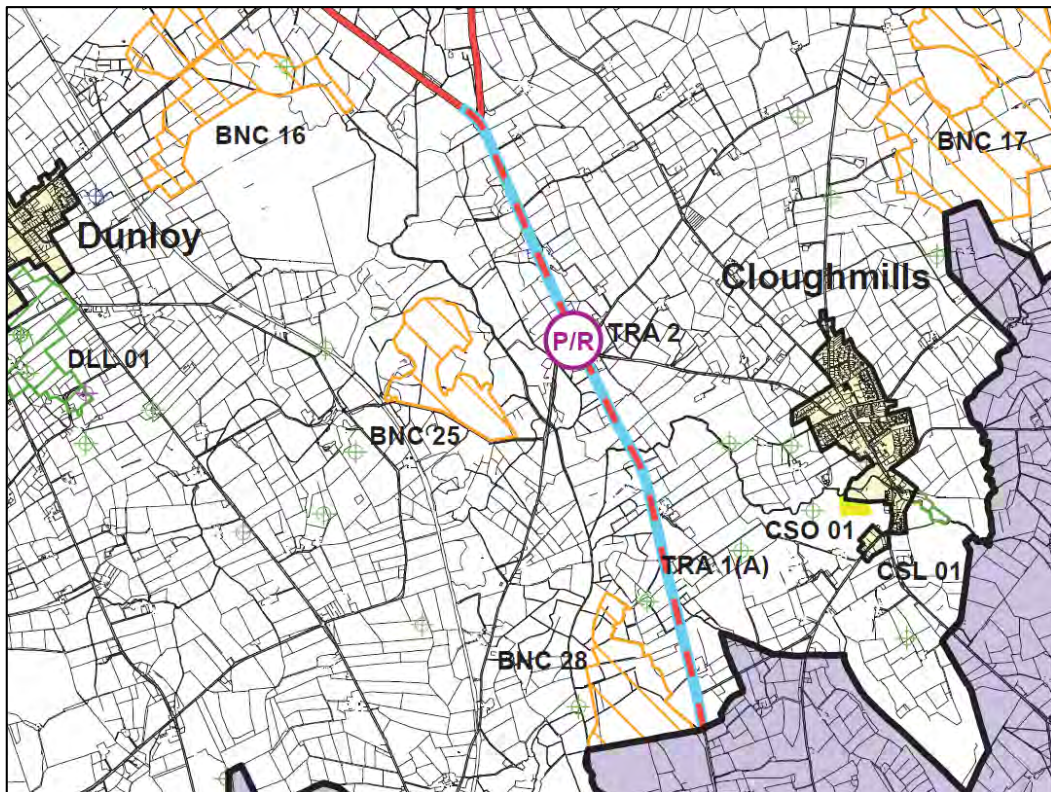 BNC 16
BNC 17
Dunloy
Cloughmills
P/R
TRA 2
DLL 01
BNC 25
CSO 01
TRA 1(A)
CSL 01
BNC 28